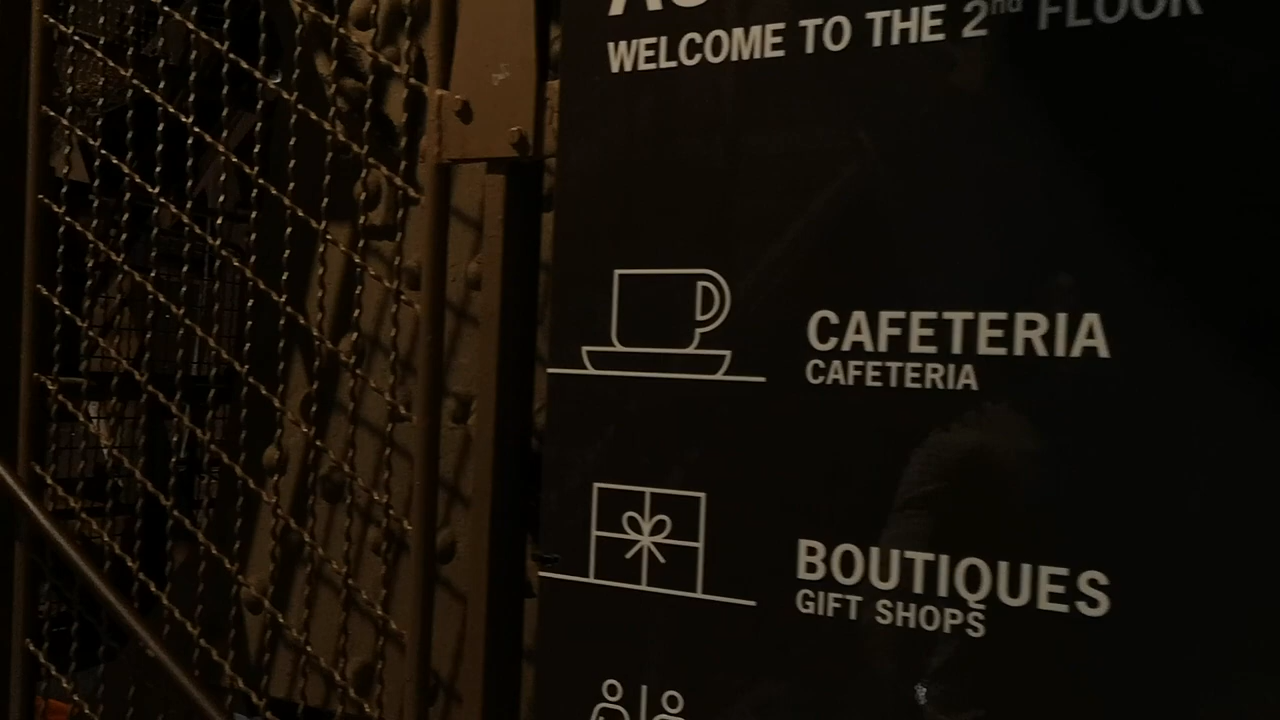 WELCOME TO THE 2nd FLOOR
CAFETERIA
CAFETERIA
BOUTIQUES
GIFT SHOPS